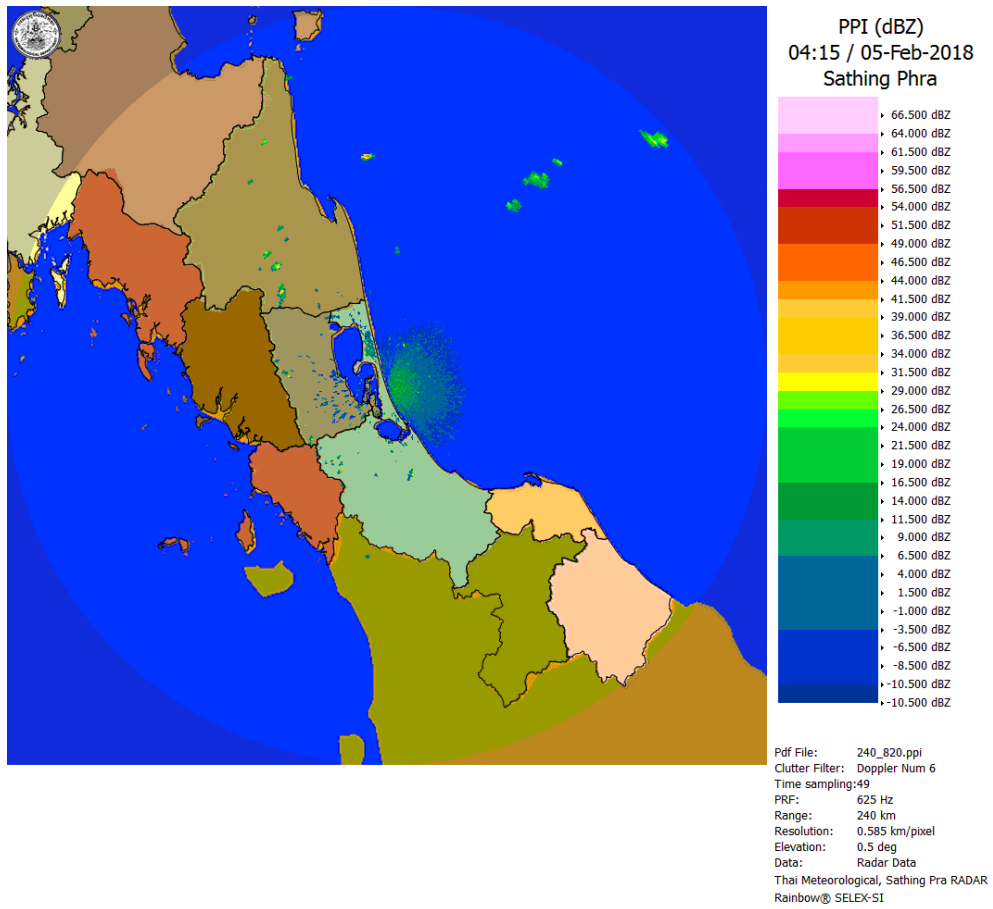 PPI (dBZ)
04:15 / 05-Feb-2018
Sathing Phra
66.500 dBZ
64.000 dBZ
61.500 dBZ
59.500 dBZ
56.500 dBZ
54.000 dBZ
51.500 dBZ
49.000 dBZ
46.500 dBZ
44.000 dBZ
41.500 dBZ
39.000 dBZ
36.500 dBZ
34.000 dBZ
31.500 dBZ
29.000 dBZ
26.500 dBZ
24.000 dBZ
21.500 dBZ
19.000 dBZ
16.500 dBZ
14.000 dBZ
11.500 dBZ
9.000 dBZ
6.500 dBZ
4.000 dBZ
1.500 dBZ
-1.000 dBZ
-3.500 dBZ
-6.500 dBZ
-8.500 dBZ
-10.500 dBZ
-10.500 dBZ
Pdf File: 240_820.ppi
Clutter Filter: Doppler Num 6
Time sampling:49
PRF: 625 Hz
Range: 240 km
Resolution: 0.585 km/pixel
Elevation: 0.5 deg
Data: Radar Data
Thai Meteorological, Sathing Pra RADAR
Rainbow® SELEX-SI